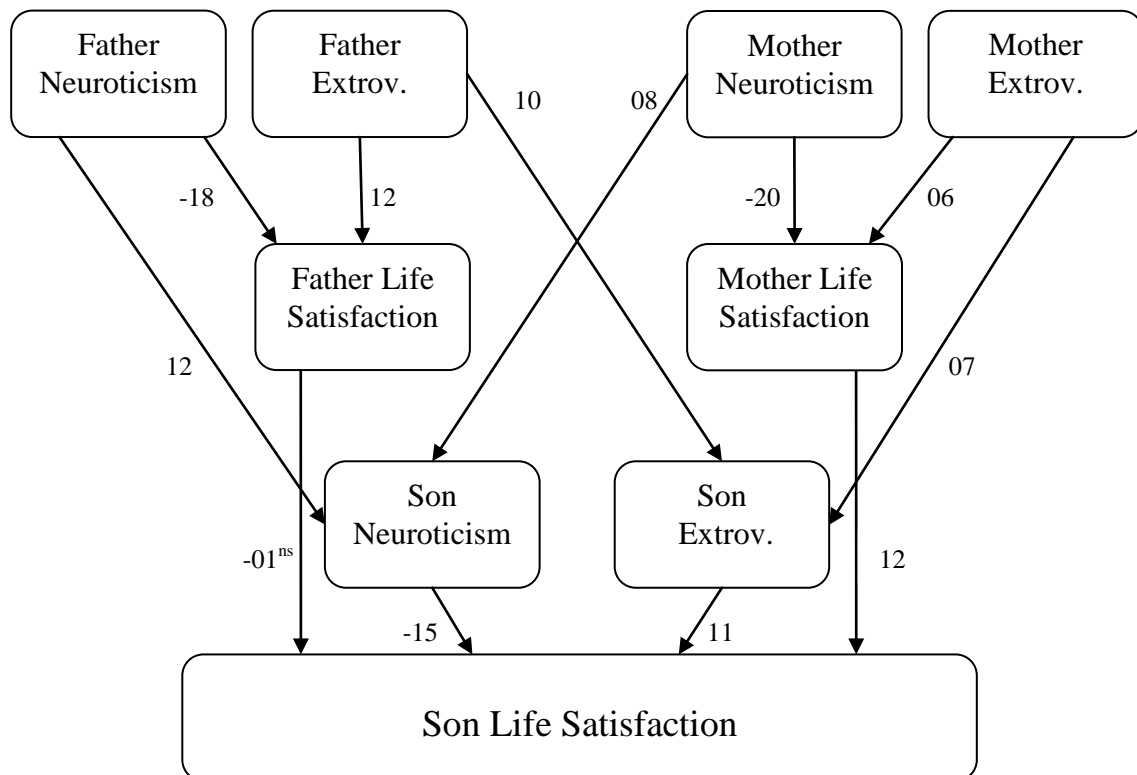 Father
Neuroticism
Father
Extrov.
Mother
Neuroticism
Mother
Extrov.
10
08
-18
12
-20
06
Father Life
Satisfaction
Mother Life
Satisfaction
12
07
Son
Neuroticism
Son
Extrov.
-01ns
12
-15
11
Son Life Satisfaction